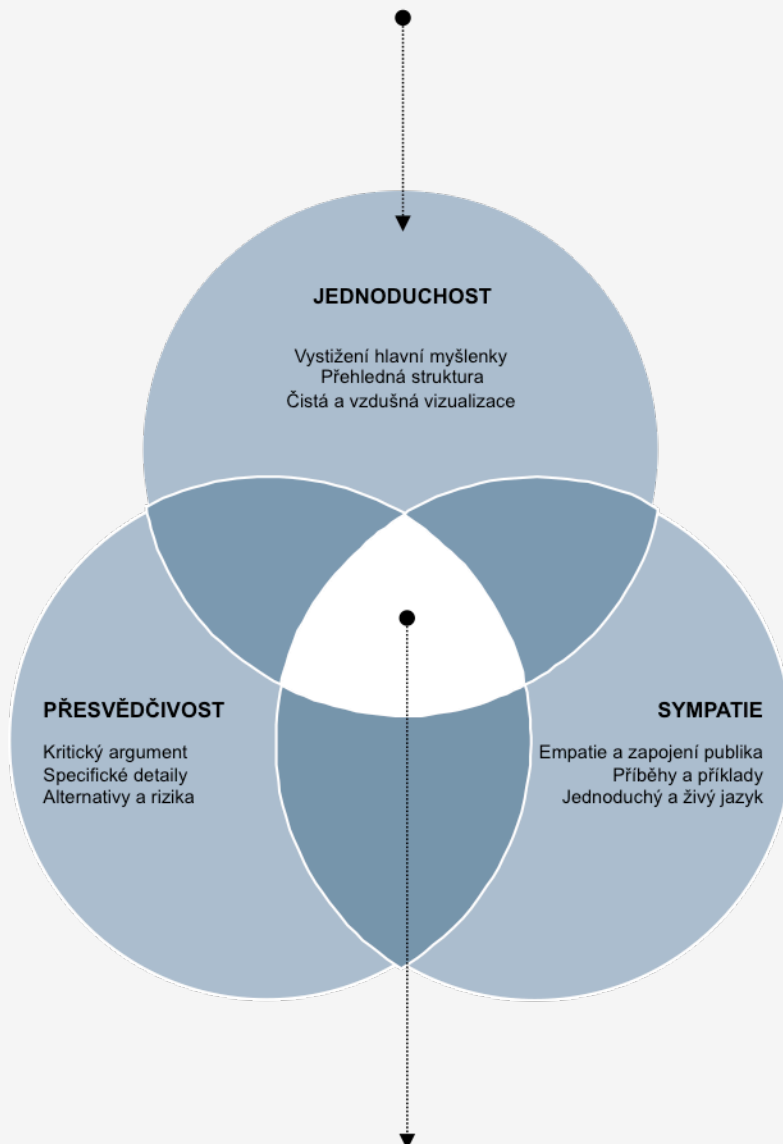 JEDNODUCHOST
Vystižení hlavní myšlenky
Přehledná struktura
Čistá a vzdušná vizualizace
PŘESVĚDČIVOST
Kritický argument
Specifické detaily
Alternativy a rizika
SYMPATIE
Empatie a zapojení publika
Příběhy a příklady
Jednoduchý a živý jazyk